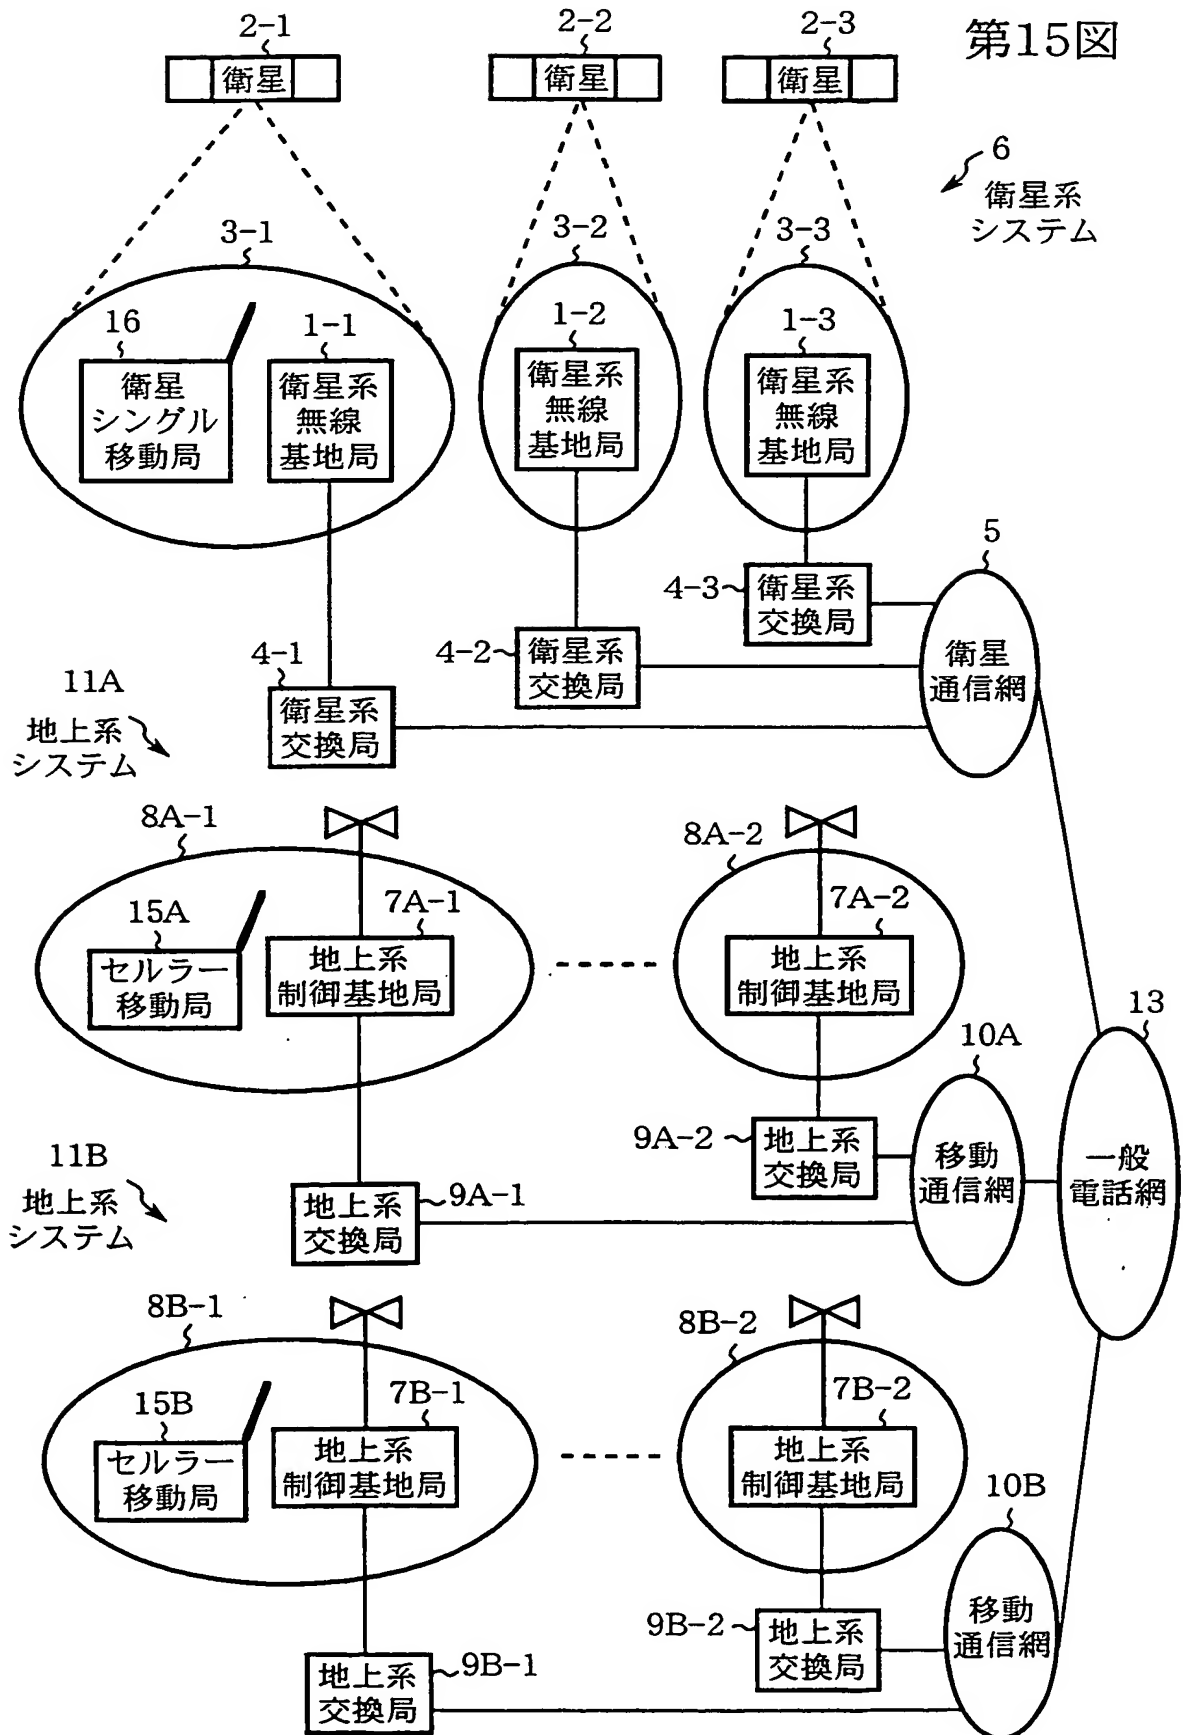 第15図
2-1
2-2
2-3
衛星
衛星
衛星
6
衛星系
システム
3-1
3-2
3-3
16
1-1
1-2
1-3
衛星
シングル
移動局
衛星系
無線
基地局
衛星系
無線
基地局
衛星系
無線
基地局
4-3
衛星系
交換局
5
衛星
通信網
4-2
衛星系
交換局
4-1
衛星系
交換局
11A
地上系
システム
8A-1
8A-2
15A
7A-1
7A-2
セルラー
移動局
地上系
制御基地局
地上系
制御基地局
13
一般
電話網
10A
移動
通信網
9A-2
地上系
交換局
9A-1
地上系
交換局
11B
地上系
システム
8B-1
8B-2
15B
7B-1
7B-2
セルラー
移動局
地上系
制御基地局
地上系
制御基地局
10B
移動
通信網
9B-2
地上系
交換局
9B-1
地上系
交換局